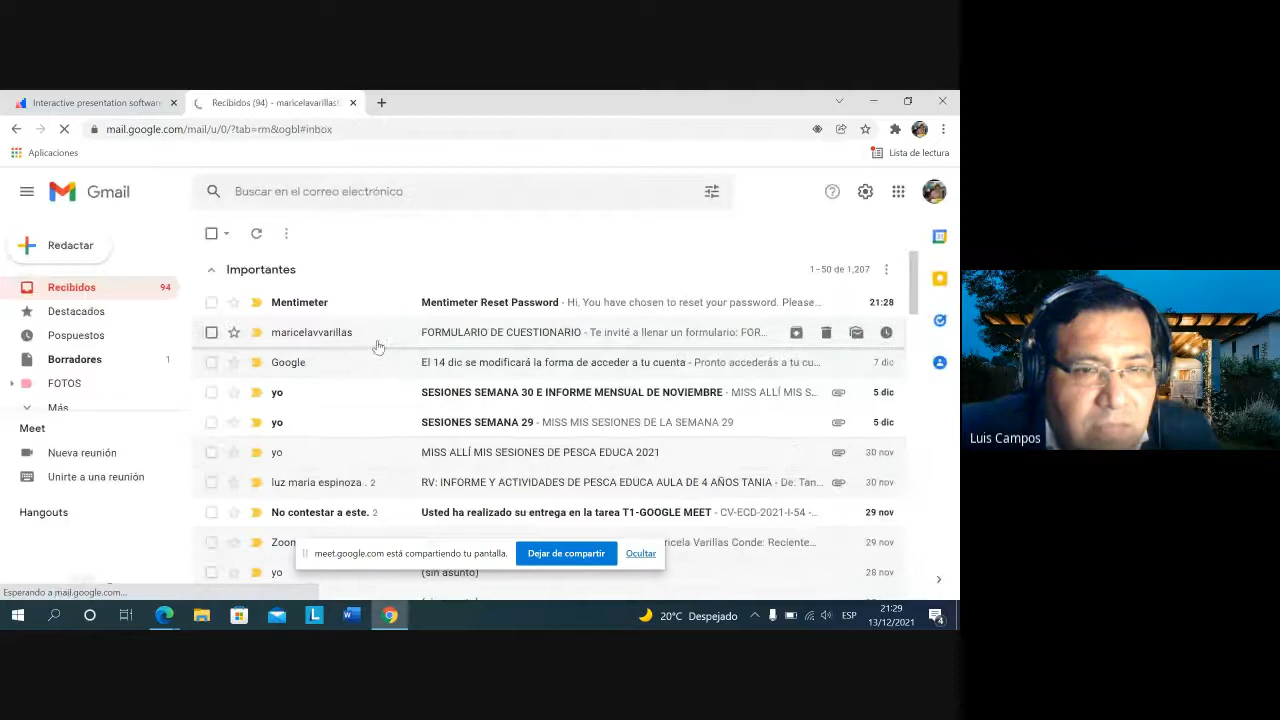 Interactive presentation software
Recibidos (94) - maricelavarillas
mail.google.com/mail/u/0/?tab=rm&ogbl#inbox
Aplicaciones
Lista de lectura
Gmail
Buscar en el correo electrónico
Redactar
Recibidos 94
Destacados
Pospuestos
Borradores 1
FOTOS
Más
Meet
Nueva reunión
Unirte a una reunión
Hangouts
Importantes 1–50 de 1,207
Mentimeter Mentimeter Reset Password - Hi, You have chosen to reset your password. Please... 21:28
maricelavvarillas FORMULARIO DE CUESTIONARIO - Te invité a llenar un formulario: FOR...
Google El 14 dic se modificará la forma de acceder a tu cuenta - Pronto accederás a tu cu... 7 dic
yo SESIONES SEMANA 30 E INFORME MENSUAL DE NOVIEMBRE - MISS ALLÍ MIS S... 5 dic
yo SESIONES SEMANA 29 - MISS MIS SESIONES DE LA SEMANA 29 5 dic
yo MISS ALLÍ MIS SESIONES DE PESCA EDUCA 2021 30 nov
luz maria espinoza . 2 RV: INFORME Y ACTIVIDADES DE PESCA EDUCA AULA DE 4 AÑOS TANIA - De: Tan... 30 nov
No contestar a este. 2 Usted ha realizado su entrega en la tarea T1-GOOGLE MEET - CV-ECD-2021-I-54 - 29 nov
Zoon Varillas Conde: Reciente... 29 nov
meet.google.com está compartiendo tu pantalla. Dejar de compartir Ocultar
yo (sin asunto) 28 nov
Esperando a mail.google.com...
20°C Despejado ESP 21:29
13/12/2021
4
Luis Campos